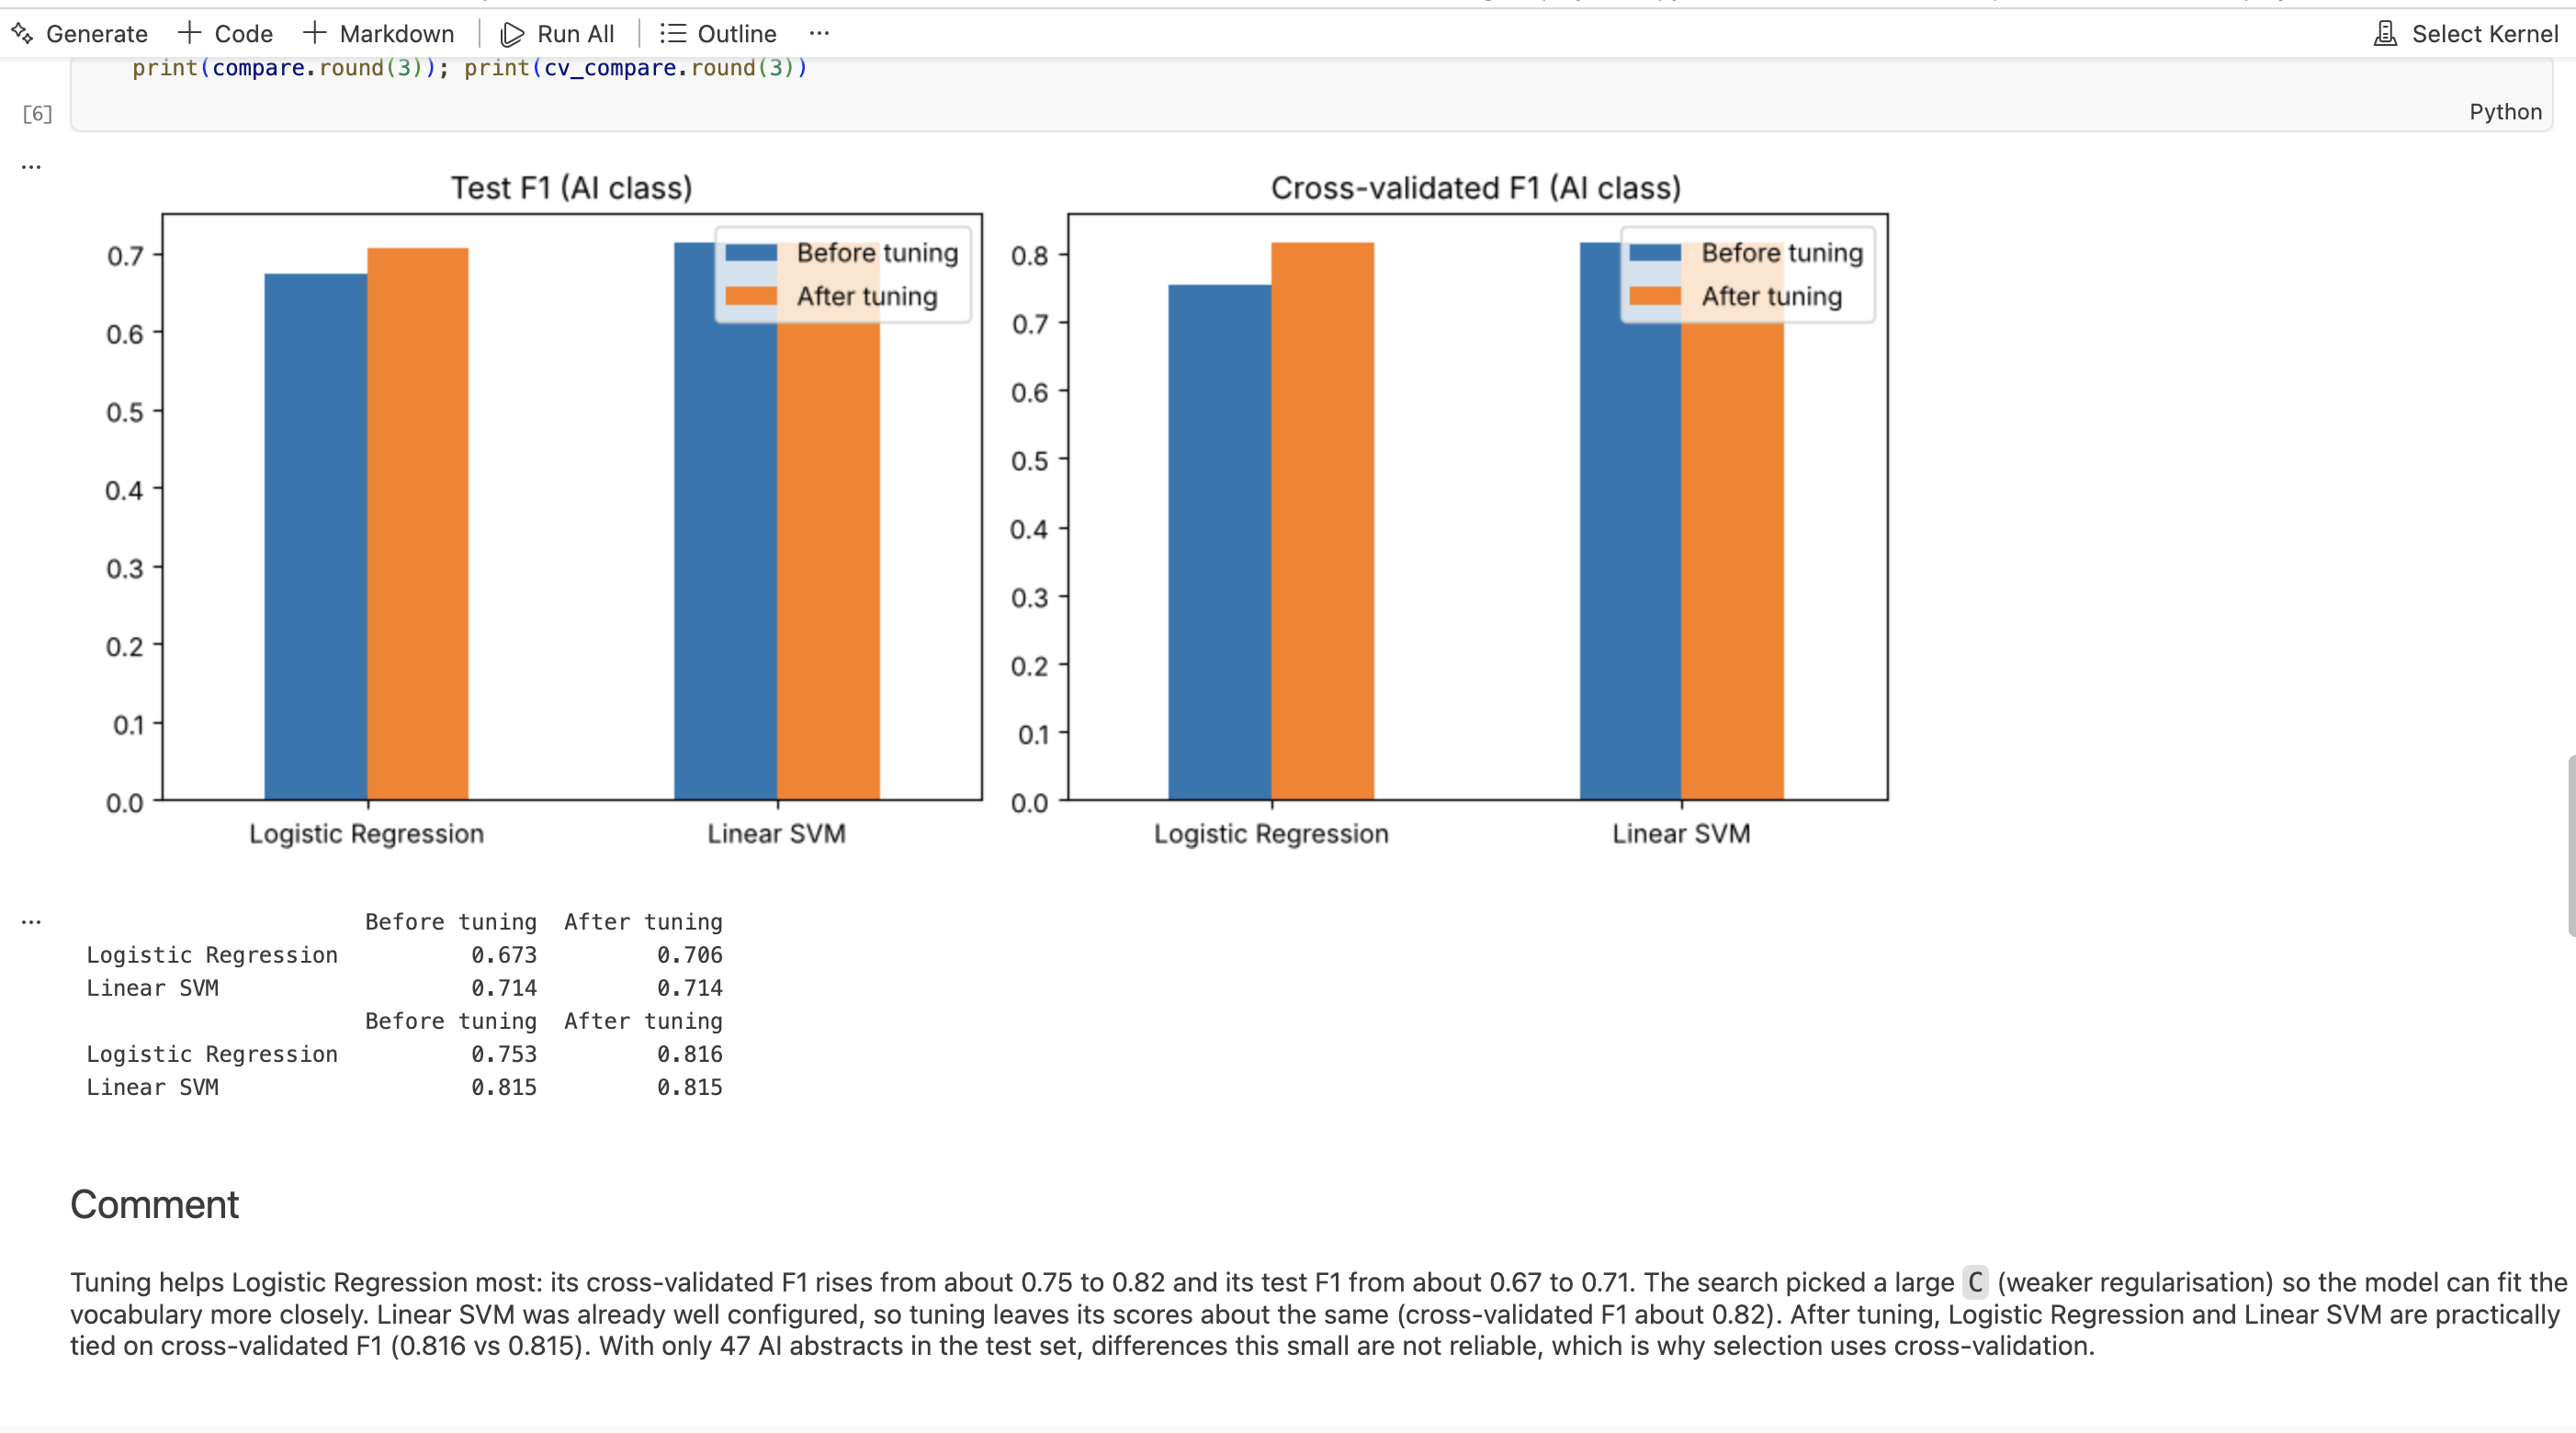 Generate + Code + Markdown Run All Outline ... Select Kernel
print(compare.round(3)); print(cv_compare.round(3))
[6]
Python
...
Test F1 (AI class)
Before tuning
After tuning
0.7
0.6
0.5
0.4
0.3
0.2
0.1
0.0
Logistic Regression Linear SVM
Cross-validated F1 (AI class)
Before tuning
After tuning
0.8
0.7
0.6
0.5
0.4
0.3
0.2
0.1
0.0
Logistic Regression Linear SVM
...
Before tuning After tuning
Logistic Regression 0.673 0.706
Linear SVM 0.714 0.714
Before tuning After tuning
Logistic Regression 0.753 0.816
Linear SVM 0.815 0.815
Comment
Tuning helps Logistic Regression most: its cross-validated F1 rises from about 0.75 to 0.82 and its test F1 from about 0.67 to 0.71. The search picked a large C (weaker regularisation) so the model can fit the
vocabulary more closely. Linear SVM was already well configured, so tuning leaves its scores about the same (cross-validated F1 about 0.82). After tuning, Logistic Regression and Linear SVM are practically
tied on cross-validated F1 (0.816 vs 0.815). With only 47 AI abstracts in the test set, differences this small are not reliable, which is why selection uses cross-validation.